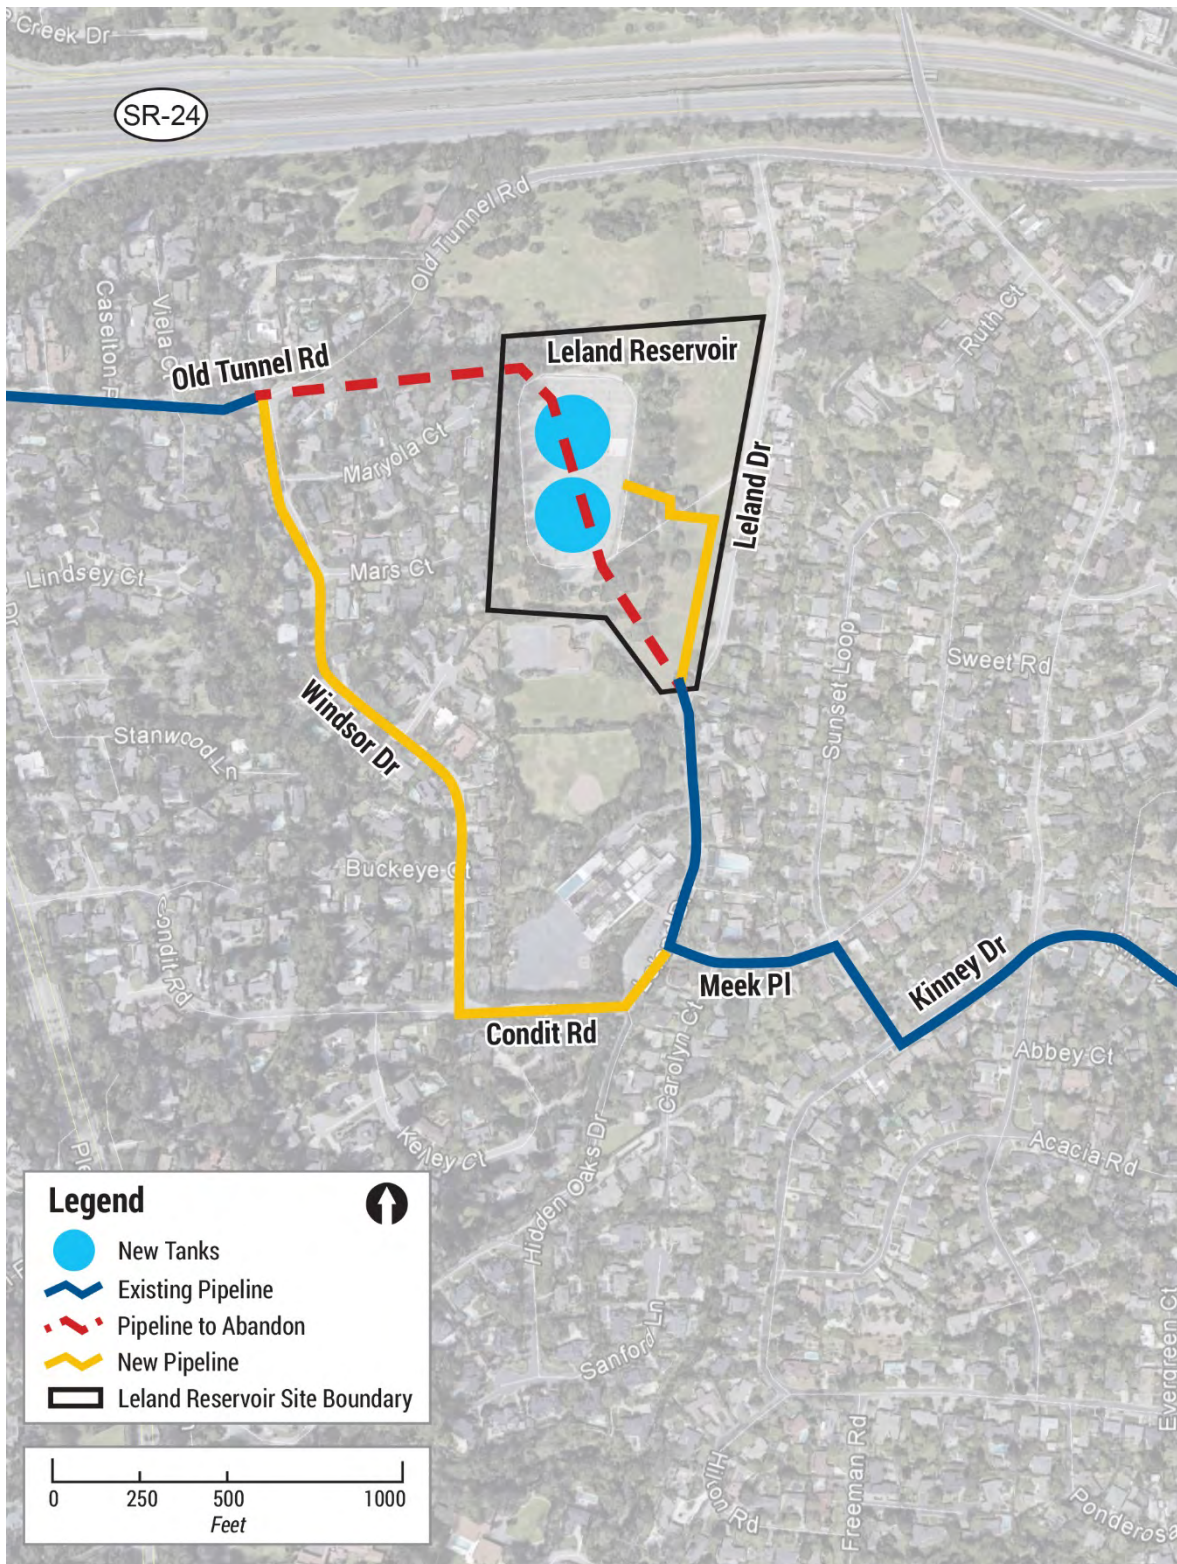 Creek Dr
SR-24
Old Tunnel Rd
Ruth Ct
Viela C
Caselton P
Leland Reservoir
Old Tunnel Rd
Maryola Ct
Leland Dr
Lindsey Ct
Mars Ct
Sunset Loop
Sweet Rd
Windsor Dr
Stanwood Ln
Buckeye Ct
Condit Rd
Meek Pl
Kinney Dr
Condit Rd
Carolyn Ct
Abbey Ct
Kelley Ct
Hidden Oaks Dr
Acacia Rd
Legend
New Tanks
Existing Pipeline
Pipeline to Abandon
New Pipeline
Leland Reservoir Site Boundary
Sanford Ln
Evergreen Ct
Hilton Rd
Freeman Rd
Ponderosa
0 250 500 1000
Feet